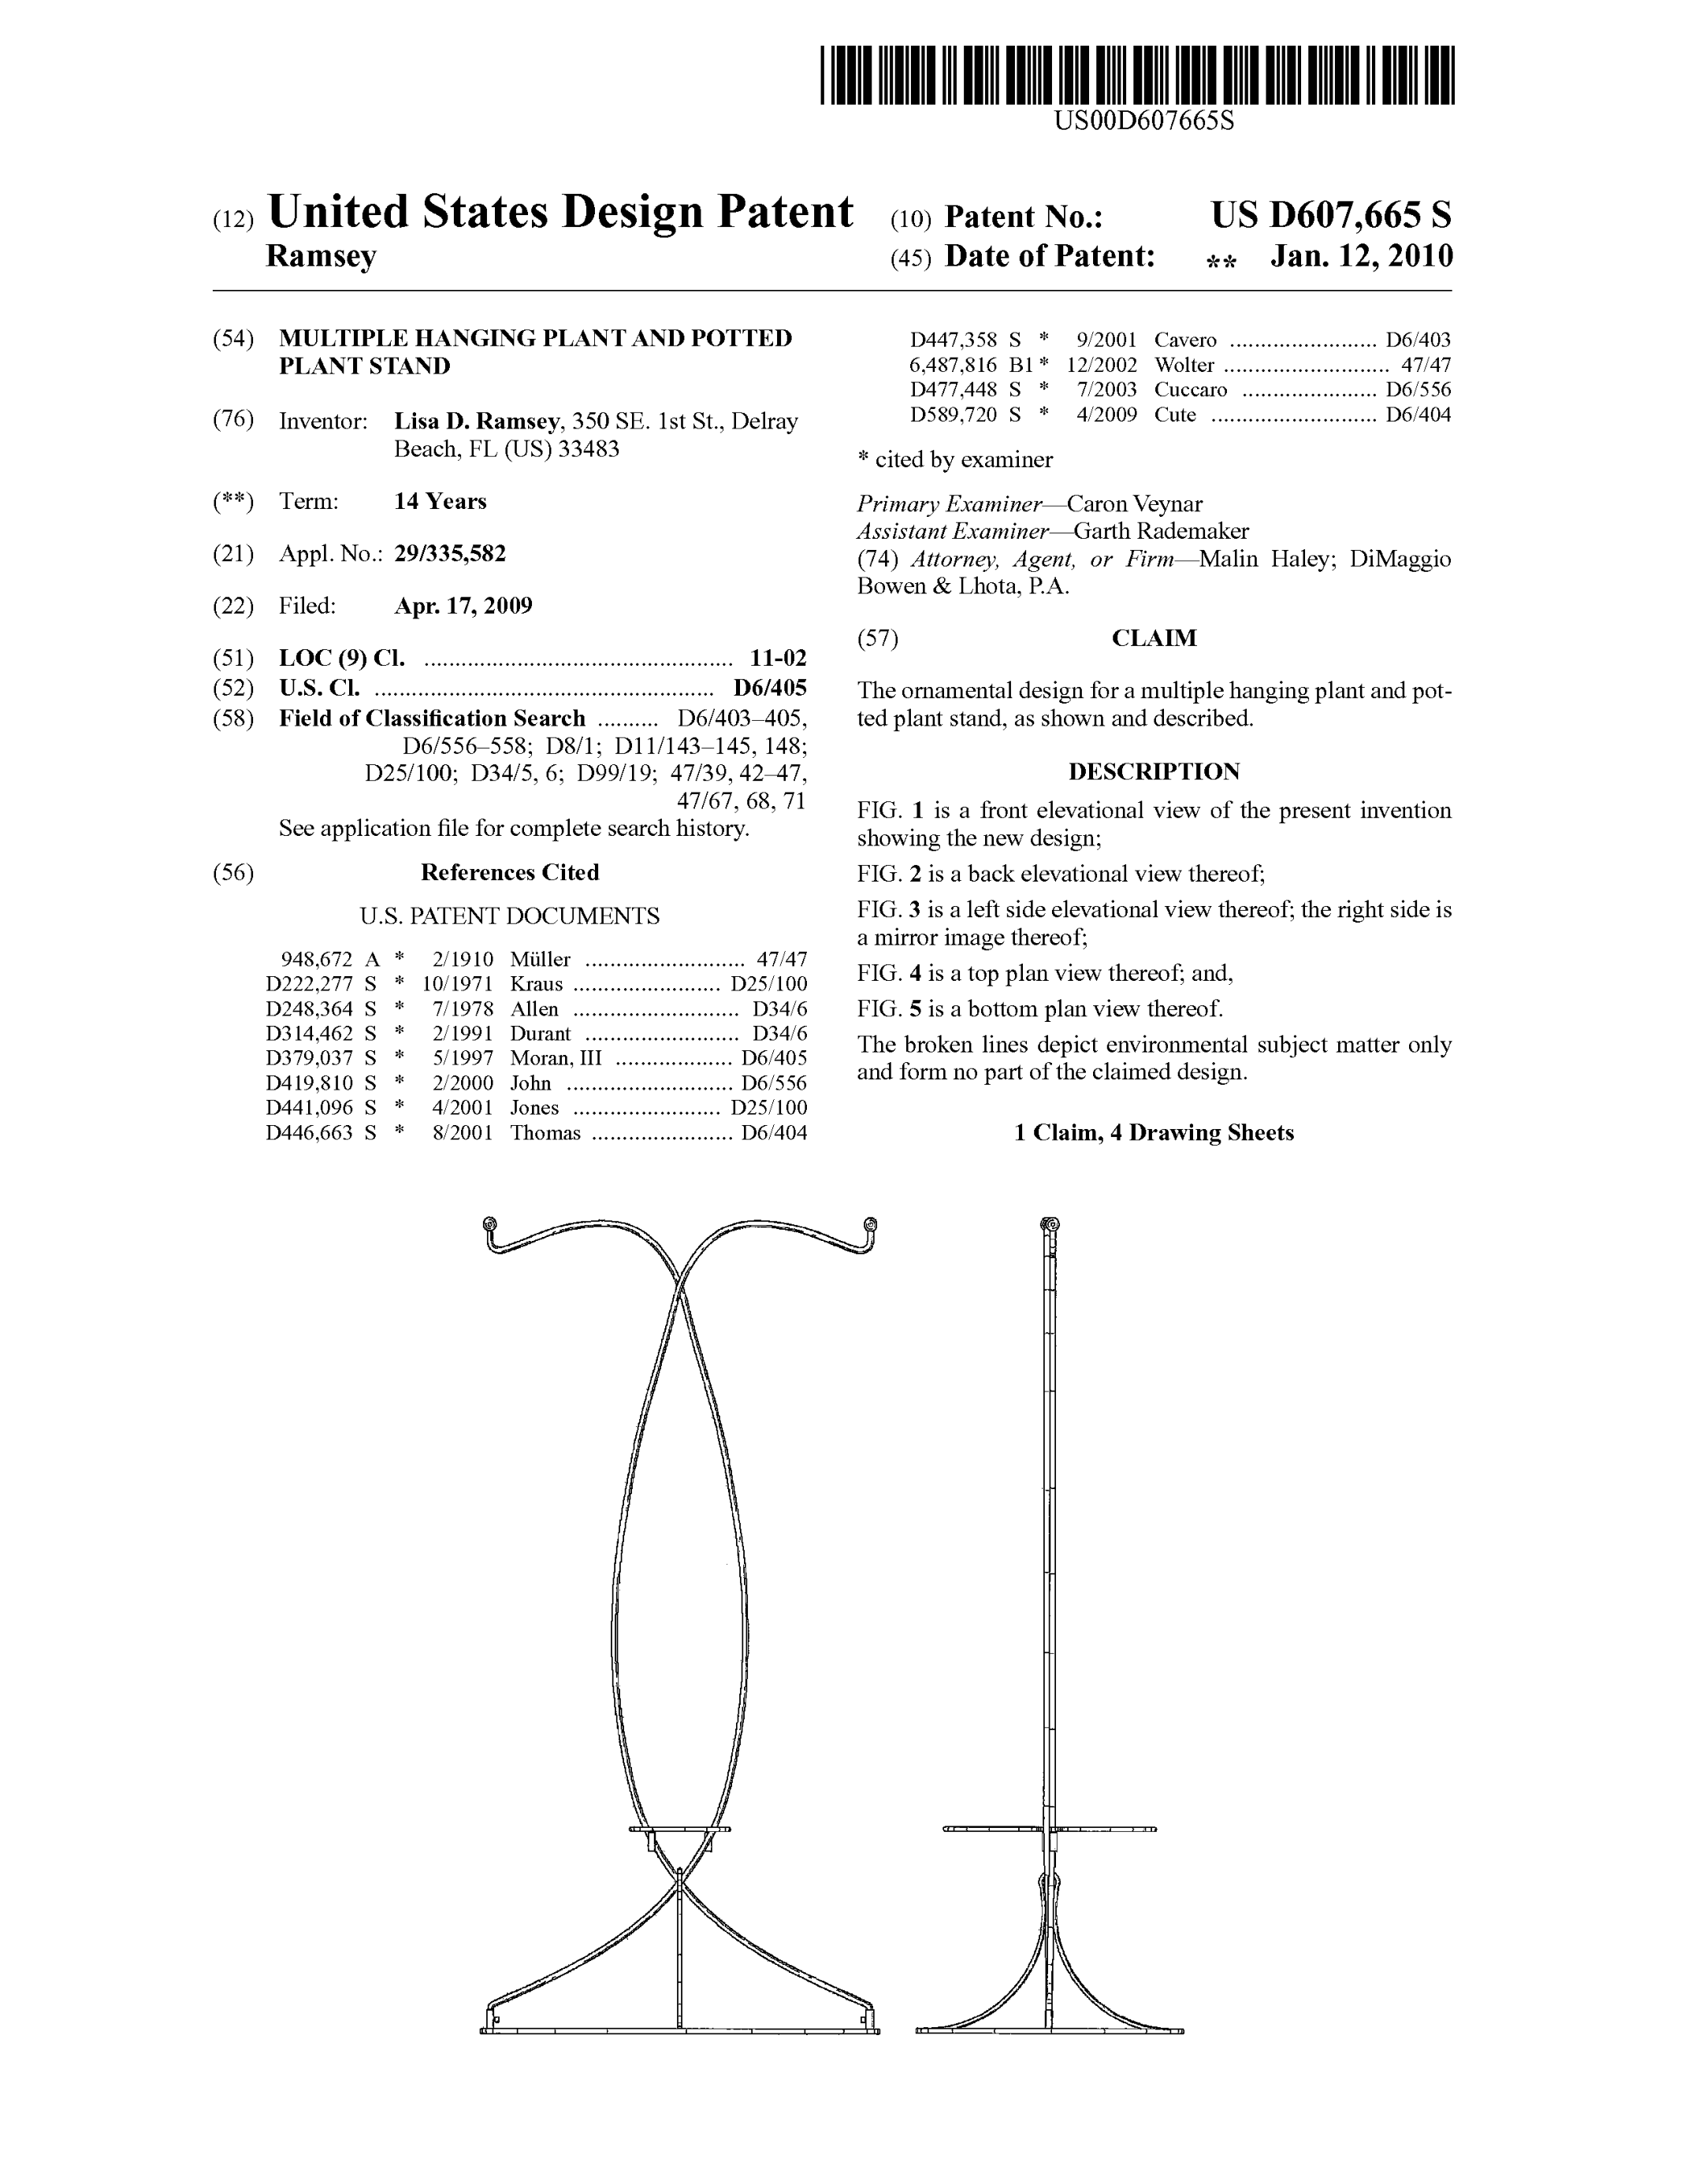 US00D607665S
(12) United States Design Patent
Ramsey
(10) Patent No.: US D607,665 S
(45) Date of Patent: ** Jan. 12, 2010
(54) MULTIPLE HANGING PLANT AND POTTED
PLANT STAND
(76) Inventor: Lisa D. Ramsey, 350 SE. 1st St., Delray
Beach, FL (US) 33483
(**) Term: 14 Years
(21) Appl. No.: 29/335,582
(22) Filed: Apr. 17, 2009
(51) LOC (9) Cl. .................................................. 11-02
(52) U.S. Cl. ....................................................... D6/405
(58) Field of Classification Search .......... D6/403–405,
D6/556–558; D8/1; D11/143–145, 148;
D25/100; D34/5, 6; D99/19; 47/39, 42–47,
47/67, 68, 71
See application file for complete search history.
(56) References Cited
U.S. PATENT DOCUMENTS
948,672 A * 2/1910 Müller .......................... 47/47
D222,277 S * 10/1971 Kraus ........................ D25/100
D248,364 S * 7/1978 Allen ........................... D34/6
D314,462 S * 2/1991 Durant ......................... D34/6
D379,037 S * 5/1997 Moran, III ................... D6/405
D419,810 S * 2/2000 John ........................... D6/556
D441,096 S * 4/2001 Jones ........................ D25/100
D446,663 S * 8/2001 Thomas ....................... D6/404
D447,358 S * 9/2001 Cavero ........................ D6/403
6,487,816 B1 * 12/2002 Wolter ........................... 47/47
D477,448 S * 7/2003 Cuccaro ...................... D6/556
D589,720 S * 4/2009 Cute ........................... D6/404
* cited by examiner
Primary Examiner—Caron Veynar
Assistant Examiner—Garth Rademaker
(74) Attorney, Agent, or Firm—Malin Haley; DiMaggio
Bowen & Lhota, P.A.
(57) CLAIM
The ornamental design for a multiple hanging plant and pot-
ted plant stand, as shown and described.
DESCRIPTION
FIG. 1 is a front elevational view of the present invention
showing the new design;
FIG. 2 is a back elevational view thereof;
FIG. 3 is a left side elevational view thereof; the right side is
a mirror image thereof;
FIG. 4 is a top plan view thereof; and,
FIG. 5 is a bottom plan view thereof.
The broken lines depict environmental subject matter only
and form no part of the claimed design.
1 Claim, 4 Drawing Sheets